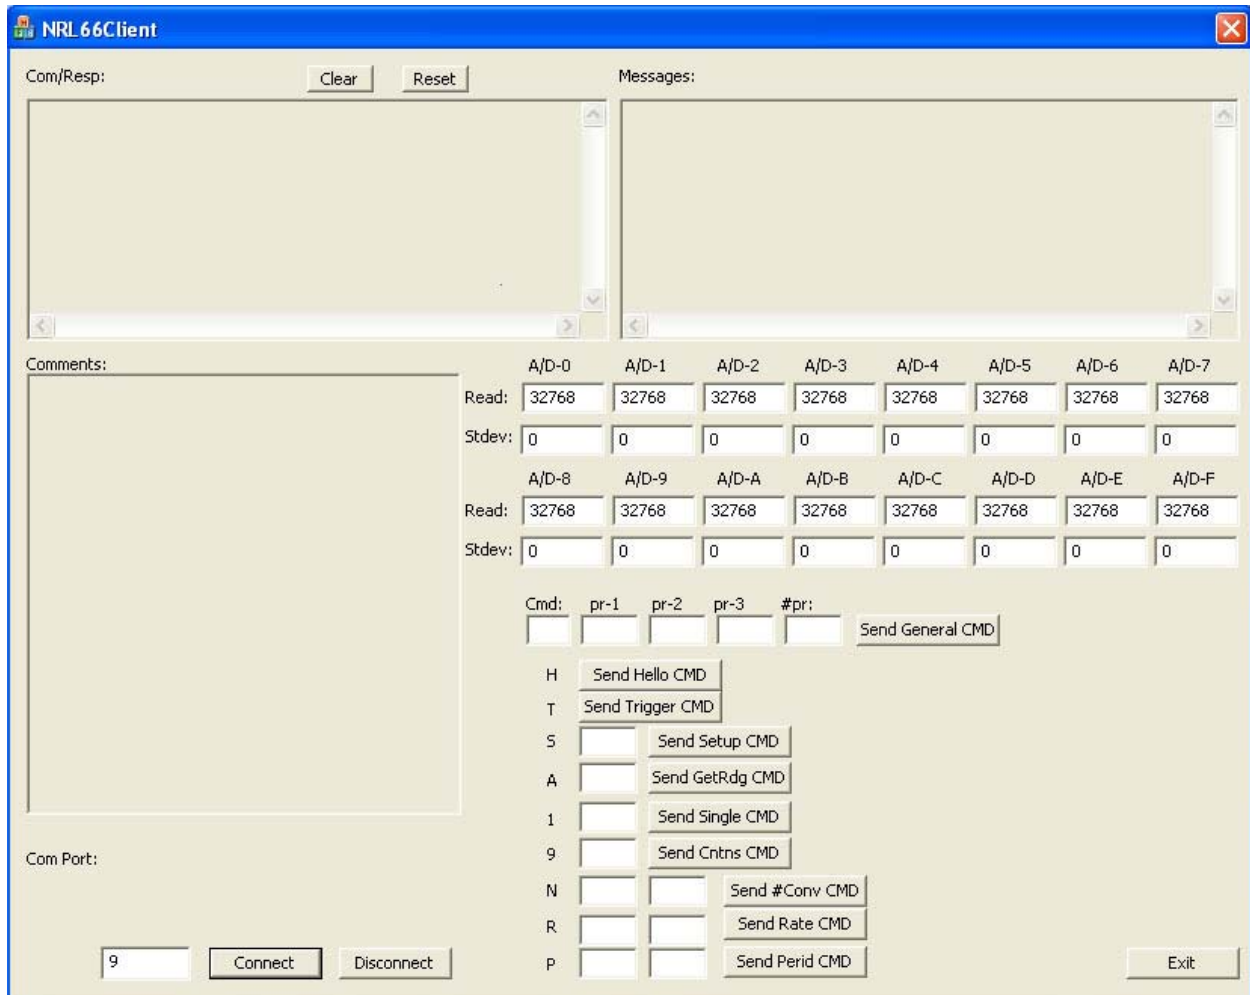 NRL66Client
Com/Resp: Clear Reset Messages:
Comments:
A/D-0 A/D-1 A/D-2 A/D-3 A/D-4 A/D-5 A/D-6 A/D-7
Read: 32768 32768 32768 32768 32768 32768 32768 32768
Stdev: 0 0 0 0 0 0 0 0
A/D-8 A/D-9 A/D-A A/D-B A/D-C A/D-D A/D-E A/D-F
Read: 32768 32768 32768 32768 32768 32768 32768 32768
Stdev: 0 0 0 0 0 0 0 0
Cmd: pr-1 pr-2 pr-3 #pr:
Send General CMD
H Send Hello CMD
T Send Trigger CMD
S Send Setup CMD
A Send GetRdg CMD
1 Send Single CMD
9 Send Cntns CMD
N Send #Conv CMD
R Send Rate CMD
P Send Perid CMD
Com Port:
9 Connect Disconnect
Exit